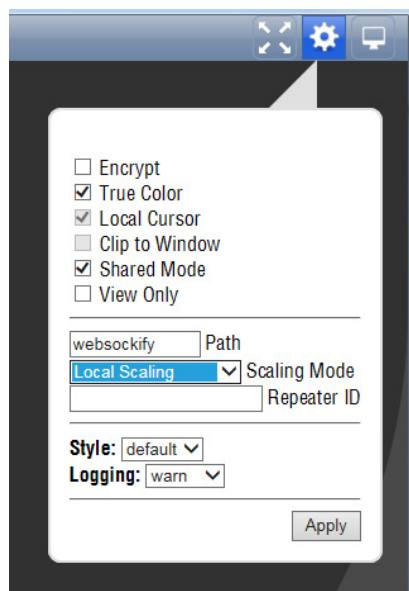 Encrypt
True Color
Local Cursor
Clip to Window
Shared Mode
View Only
websockify Path
Local Scaling Scaling Mode
Repeater ID
Style: default
Logging: warn
Apply